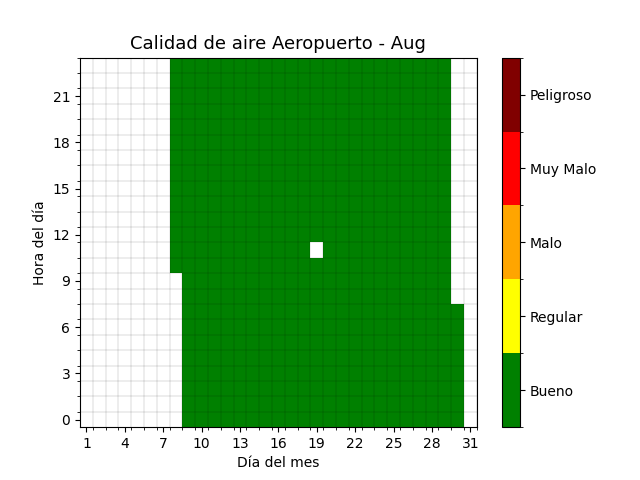 Calidad de aire Aeropuerto - Aug
Hora del día
21
18
15
12
9
6
3
0
1 4 7 10 13 16 19 22 25 28 31
Día del mes
Peligroso
Muy Malo
Malo
Regular
Bueno